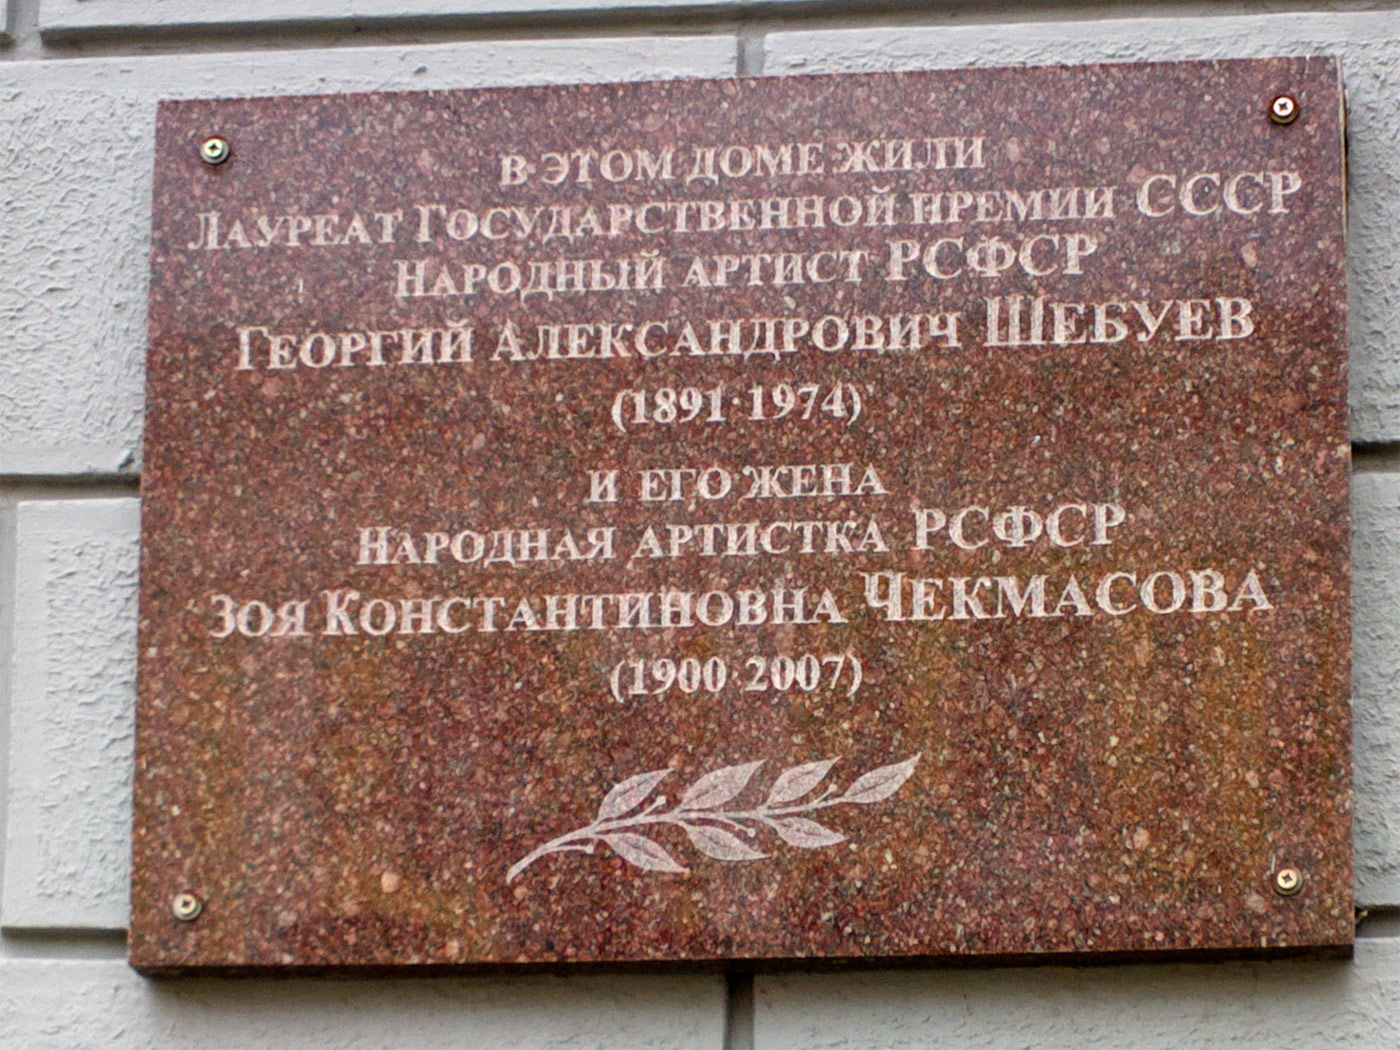 В ЭТОМ ДОМЕ ЖИЛИ
ЛАУРЕАТ ГОСУДАРСТВЕННОЙ ПРЕМИИ СССР
НАРОДНЫЙ АРТИСТ РСФСР
ГЕОРГИЙ АЛЕКСАНДРОВИЧ ШЕБУЕВ
(1891-1974)
И ЕГО ЖЕНА
НАРОДНАЯ АРТИСТКА РСФСР
ЗОЯ КОНСТАНТИНОВНА ЧЕКМАСОВА
(1900-2007)